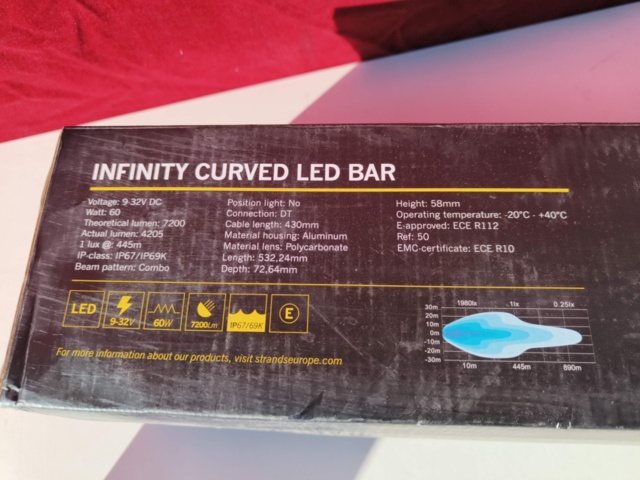 INFINITY CURVED LED BAR
Voltage: 9-32V DC
Watt: 60
Theoretical lumen: 7200
Actual lumen: 4205
1 lux @: 445m
IP-class: IP67/IP69K
Beam pattern: Combo
Position light: No
Connection: DT
Cable length: 430mm
Material housing: Aluminum
Material lens: Polycarbonate
Length: 532,24mm
Depth: 72,64mm
Height: 58mm
Operating temperature: -20°C - +40°C
E-approved: ECE R112
Ref: 50
EMC-certificate: ECE R10
LED
9-32V
60W
7200Lm
IP67/69K
E
For more information about our products, visit strandseurope.com
1980lx .1lx 0.25lx
30m
20m
10m
0m
-10m
-20m
-30m
10m 445m 890m